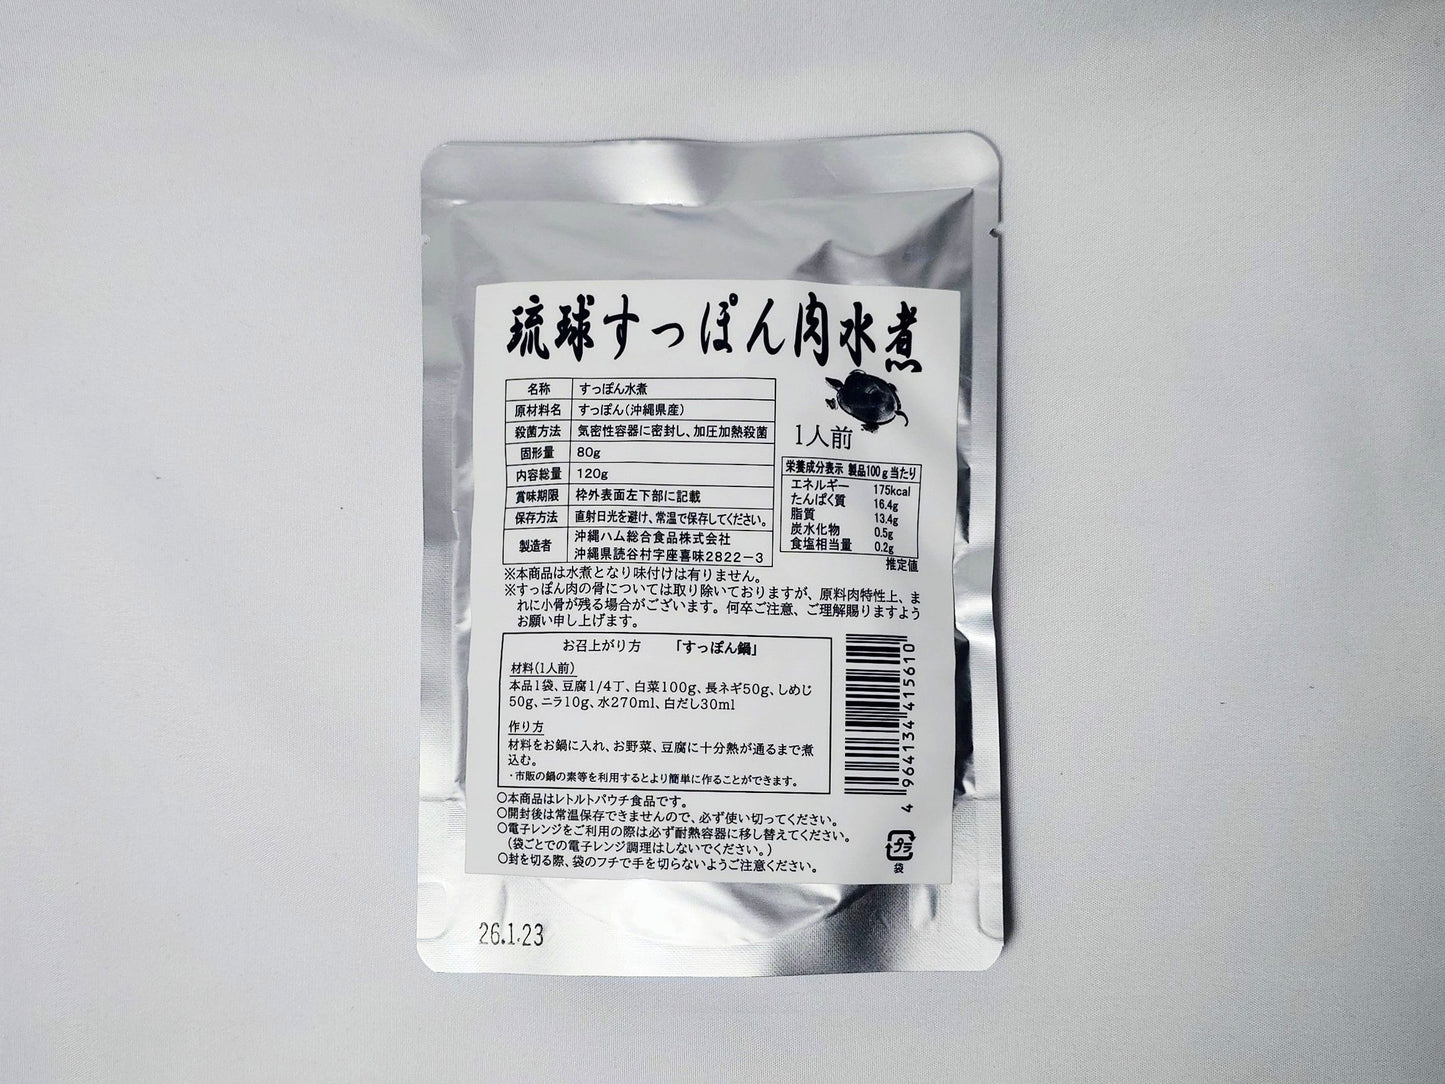 琉球すっぽん肉水煮
名称 すっぽん水煮
原材料名 すっぽん(沖縄県産)
殺菌方法 気密性容器に密封し、加圧加熱殺菌
固形量 80g
内容総量 120g
賞味期限 枠外表面左下部に記載
保存方法 直射日光を避け、常温で保存してください。
製造者 沖縄ハム総合食品株式会社
沖縄県読谷村字座喜味2822−3
1人前
栄養成分表示 製品100g当たり
エネルギー 175kcal
たんぱく質 16.4g
脂質 13.4g
炭水化物 0.5g
食塩相当量 0.2g
推定値
※本商品は水煮となり味付けは有りません。
※すっぽん肉の骨については取り除いておりますが、原料肉特性上、ま
れに小骨が残る場合がございます。何卒ご注意、ご理解賜りますよう
お願い申し上げます。
お召上がり方 「すっぽん鍋」
材料(1人前)
本品1袋、豆腐1/4丁、白菜100g、長ネギ50g、しめじ
50g、ニラ10g、水270ml、白だし30ml
作り方
材料をお鍋に入れ、お野菜、豆腐に十分熱が通るまで煮
込む。
・市販の鍋の素等を利用するとより簡単に作ることができます。
4 964134 415610
○本商品はレトルトパウチ食品です。
○開封後は常温保存できませんので、必ず使い切ってください。
○電子レンジをご利用の際は必ず耐熱容器に移し替えてください。
(袋ごとでの電子レンジ調理はしないでください。)
○封を切る際、袋のフチで手を切らないようご注意ください。
プラ
袋
26.1.23